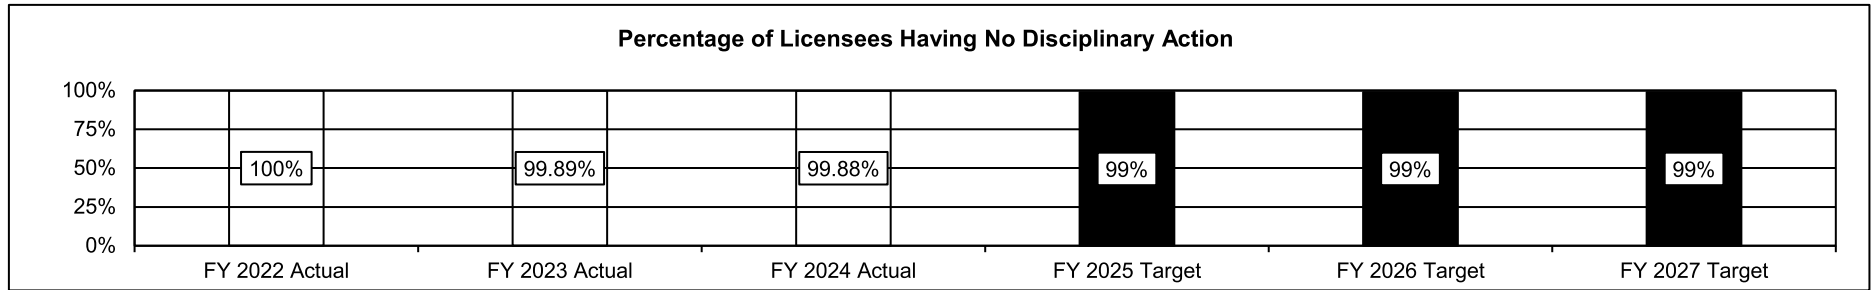 Percentage of Licensees Having No Disciplinary Action
100%
75%
50%
25%
0%
100%
99.89%
99.88%
99%
99%
99%
FY 2022 Actual
FY 2023 Actual
FY 2024 Actual
FY 2025 Target
FY 2026 Target
FY 2027 Target